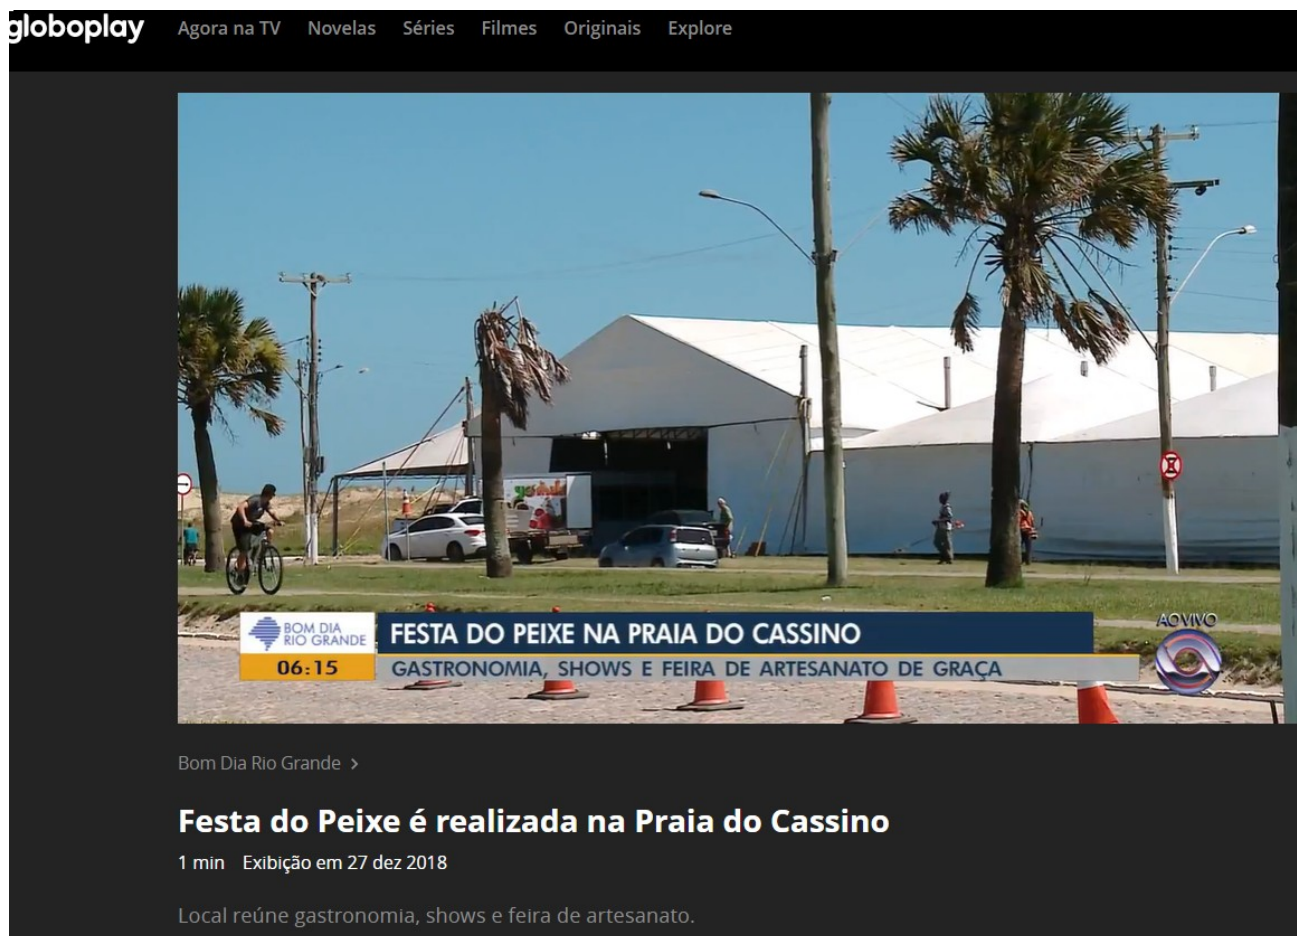 globoplay Agora na TV Novelas Séries Filmes Originais Explore
BOM DIA
RIO GRANDE
FESTA DO PEIXE NA PRAIA DO CASSINO
AO VIVO
06:15
GASTRONOMIA, SHOWS E FEIRA DE ARTESANATO DE GRAÇA
Bom Dia Rio Grande >
Festa do Peixe é realizada na Praia do Cassino
1 min Exibição em 27 dez 2018
Local reúne gastronomia, shows e feira de artesanato.